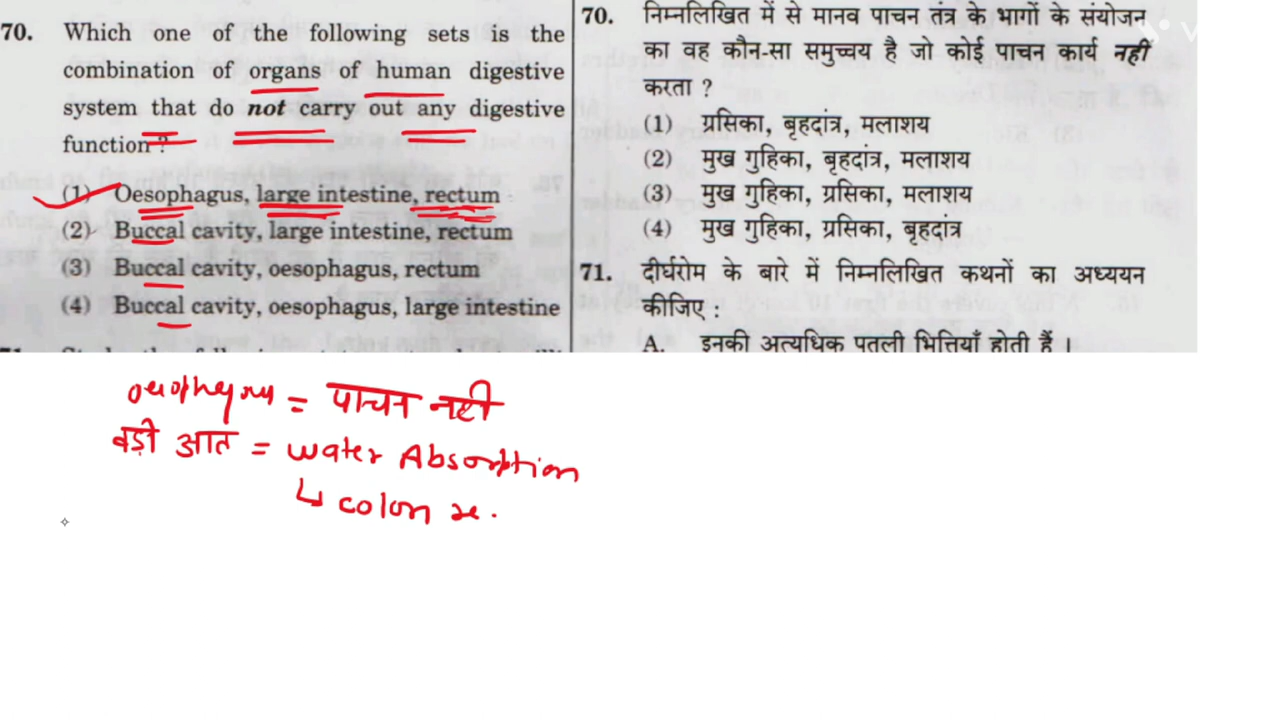 70. Which one of the following sets is the
combination of organs of human digestive
system that do not carry out any digestive
function ?
(1) Oesophagus, large intestine, rectum
(2) Buccal cavity, large intestine, rectum
(3) Buccal cavity, oesophagus, rectum
(4) Buccal cavity, oesophagus, large intestine
70. निम्नलिखित में से मानव पाचन तंत्र के भागों के संयोजन
का वह कौन-सा समुच्चय है जो कोई पाचन कार्य नहीं
करता ?
(1) ग्रसिका, बृहदांत्र, मलाशय
(2) मुख गुहिका, बृहदांत्र, मलाशय
(3) मुख गुहिका, ग्रसिका, मलाशय
(4) मुख गुहिका, ग्रसिका, बृहदांत्र
71. दीर्घरोम के बारे में निम्नलिखित कथनों का अध्ययन
कीजिए :
A. इनकी अत्यधिक पतली भित्तियाँ होती हैं ।
= पाचन नही
बड़ी आत = water Absorption
↳ colon से.